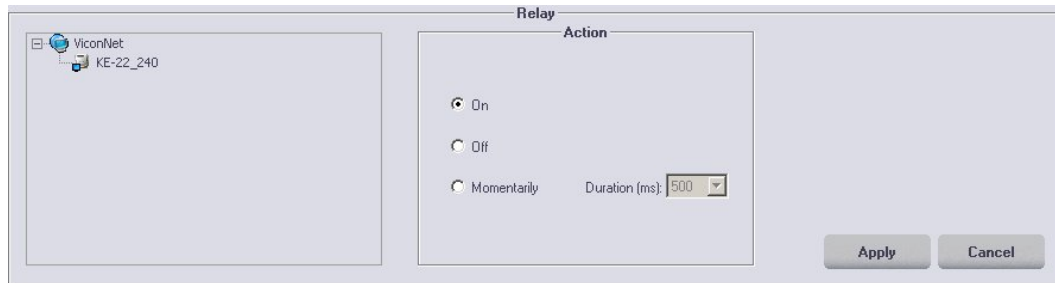 Relay
ViconNet
KE-22_240
Action
On
Off
Momentarily Duration (ms): 500
Apply Cancel